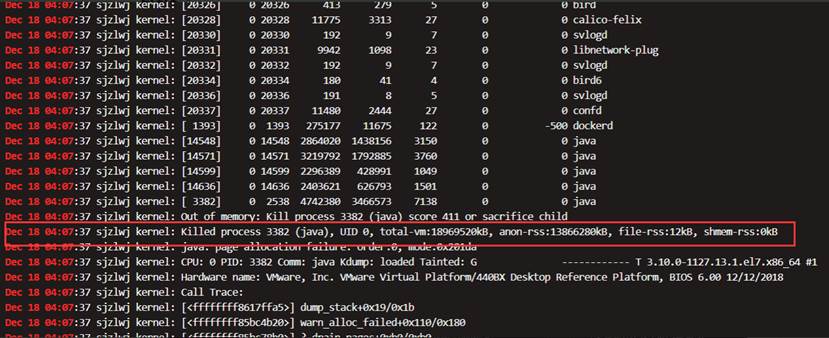 Dec 18 04:07:37 sjzlwj kernel: [20326] 0 20326 413 279 5 0 0 bird
Dec 18 04:07:37 sjzlwj kernel: [20328] 0 20328 11775 3313 27 0 0 calico-felix
Dec 18 04:07:37 sjzlwj kernel: [20330] 0 20330 192 9 7 0 0 svlogd
Dec 18 04:07:37 sjzlwj kernel: [20331] 0 20331 9942 1098 23 0 0 libnetwork-plug
Dec 18 04:07:37 sjzlwj kernel: [20332] 0 20332 192 9 7 0 0 svlogd
Dec 18 04:07:37 sjzlwj kernel: [20334] 0 20334 180 41 4 0 0 bird6
Dec 18 04:07:37 sjzlwj kernel: [20336] 0 20336 191 8 5 0 0 svlogd
Dec 18 04:07:37 sjzlwj kernel: [20337] 0 20337 11480 2444 27 0 0 confd
Dec 18 04:07:37 sjzlwj kernel: [ 1393] 0 1393 275177 11675 122 0 -500 dockerd
Dec 18 04:07:37 sjzlwj kernel: [14548] 0 14548 2864020 1438156 3150 0 0 java
Dec 18 04:07:37 sjzlwj kernel: [14571] 0 14571 3219792 1792885 3760 0 0 java
Dec 18 04:07:37 sjzlwj kernel: [14599] 0 14599 2296389 428991 1049 0 0 java
Dec 18 04:07:37 sjzlwj kernel: [14636] 0 14636 2403621 626793 1501 0 0 java
Dec 18 04:07:37 sjzlwj kernel: [ 3382] 0 2538 4742380 3466573 7138 0 0 java
Dec 18 04:07:37 sjzlwj kernel: Out of memory: Kill process 3382 (java) score 411 or sacrifice child
Dec 18 04:07:37 sjzlwj kernel: Killed process 3382 (java), UID 0, total-vm:18969520kB, anon-rss:13866280kB, file-rss:12kB, shmem-rss:0kB
Dec 18 04:07:37 sjzlwj kernel: java: page allocation failure: order:0, mode:0x201da
Dec 18 04:07:37 sjzlwj kernel: CPU: 0 PID: 3382 Comm: java Kdump: loaded Tainted: G ------------ T 3.10.0-1127.13.1.el7.x86_64 #1
Dec 18 04:07:37 sjzlwj kernel: Hardware name: VMware, Inc. VMware Virtual Platform/440BX Desktop Reference Platform, BIOS 6.00 12/12/2018
Dec 18 04:07:37 sjzlwj kernel: Call Trace:
Dec 18 04:07:37 sjzlwj kernel: [<ffffffff8617ffa5>] dump_stack+0x19/0x1b
Dec 18 04:07:37 sjzlwj kernel: [<ffffffff85bc4b20>] warn_alloc_failed+0x110/0x180
Dec 18 04:07:37 sjzlwj kernel: